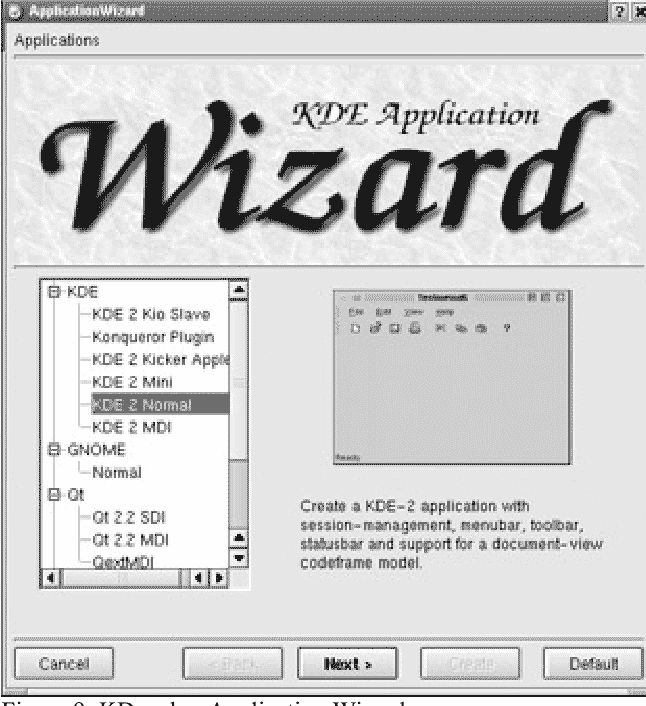 ApplicationWizard
Applications
KDE Application
Wizard
KDE
KDE 2 Kio Slave
Konqueror Plugin
KDE 2 Kicker Apple
KDE 2 Mini
KDE 2 Normal
KDE 2 MDI
GNOME
Normal
Qt
Qt 2.2 SDI
Qt 2.2 MDI
QextMDI
Ready
Create a KDE-2 application with
session-management, menubar, toolbar,
statusbar and support for a document-view
codeframe model.
Cancel
< Back
Next >
Create
Default